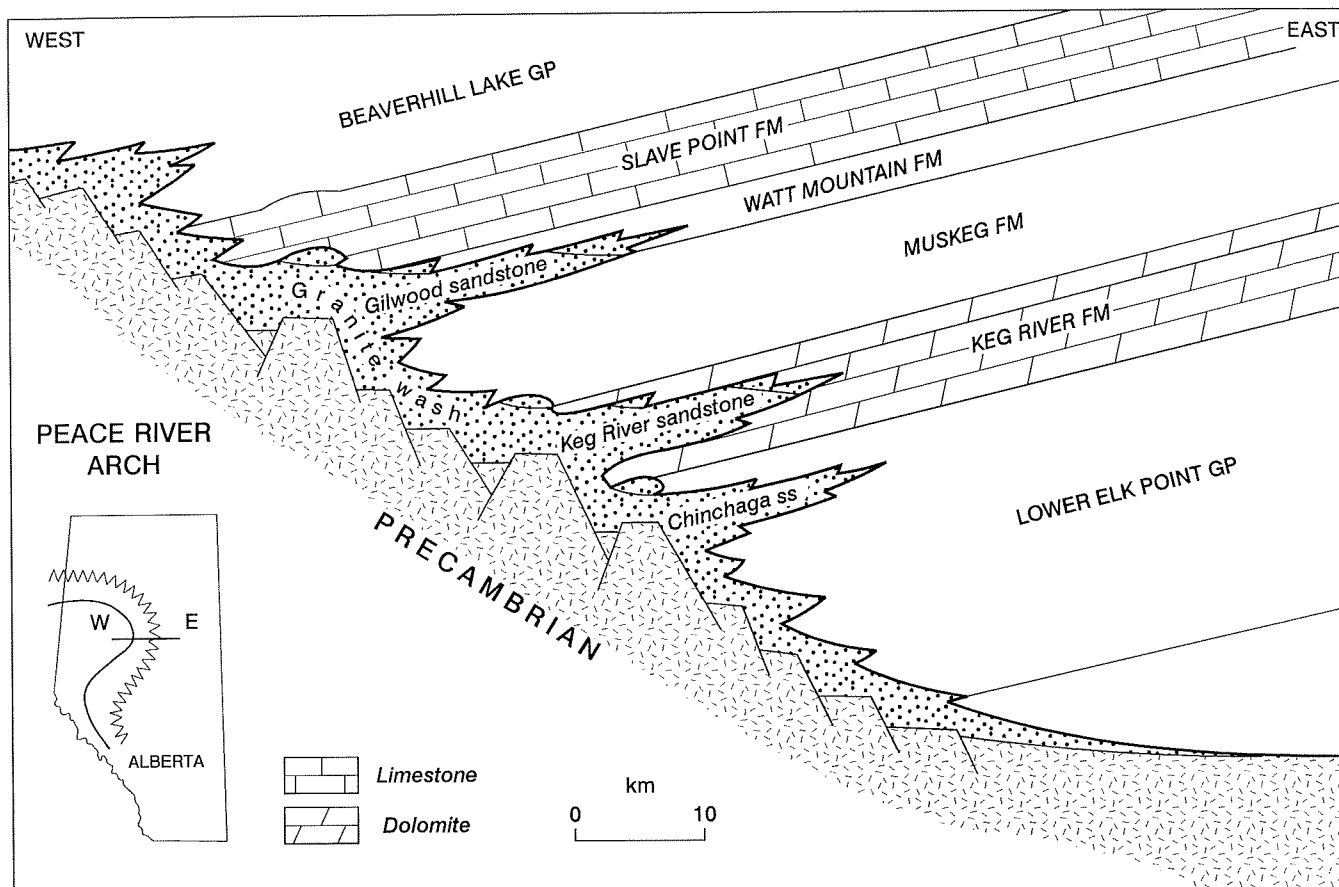 WEST
EAST
BEAVERHILL LAKE GP
SLAVE POINT FM
WATT MOUNTAIN FM
MUSKEG FM
Gilwood sandstone
Granite wash
KEG RIVER FM
Keg River sandstone
Chinchaga ss
LOWER ELK POINT GP
PEACE RIVER
ARCH
PRECAMBRIAN
W E
ALBERTA
Limestone
Dolomite
km
0 10